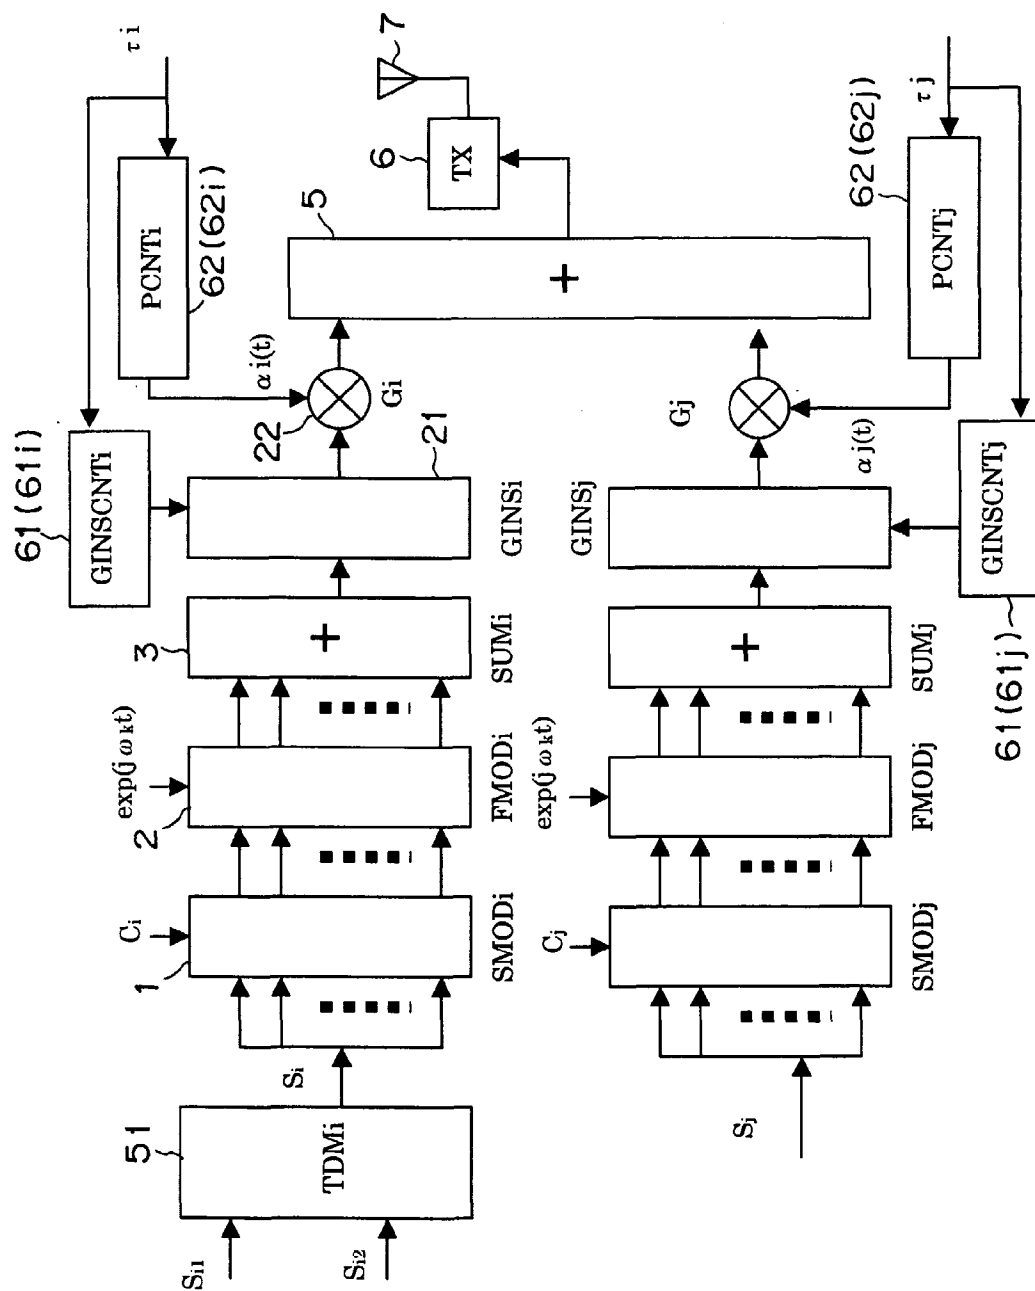 Si1
Si2
51
TDMi
Si
1
Ci
SMODi
2
exp(jωkt)
FMODi
3
SUMi
+
61(61i)
GINSCNTi
21
GINSi
22
Gi
αi(t)
PCNTi
62(62i)
τi
5
+
6
TX
7
Sj
Cj
SMODj
exp(jωkt)
FMODj
SUMj
+
GINSj
GINSCNTj
61(61j)
Gj
αj(t)
PCNTj
62(62j)
τj